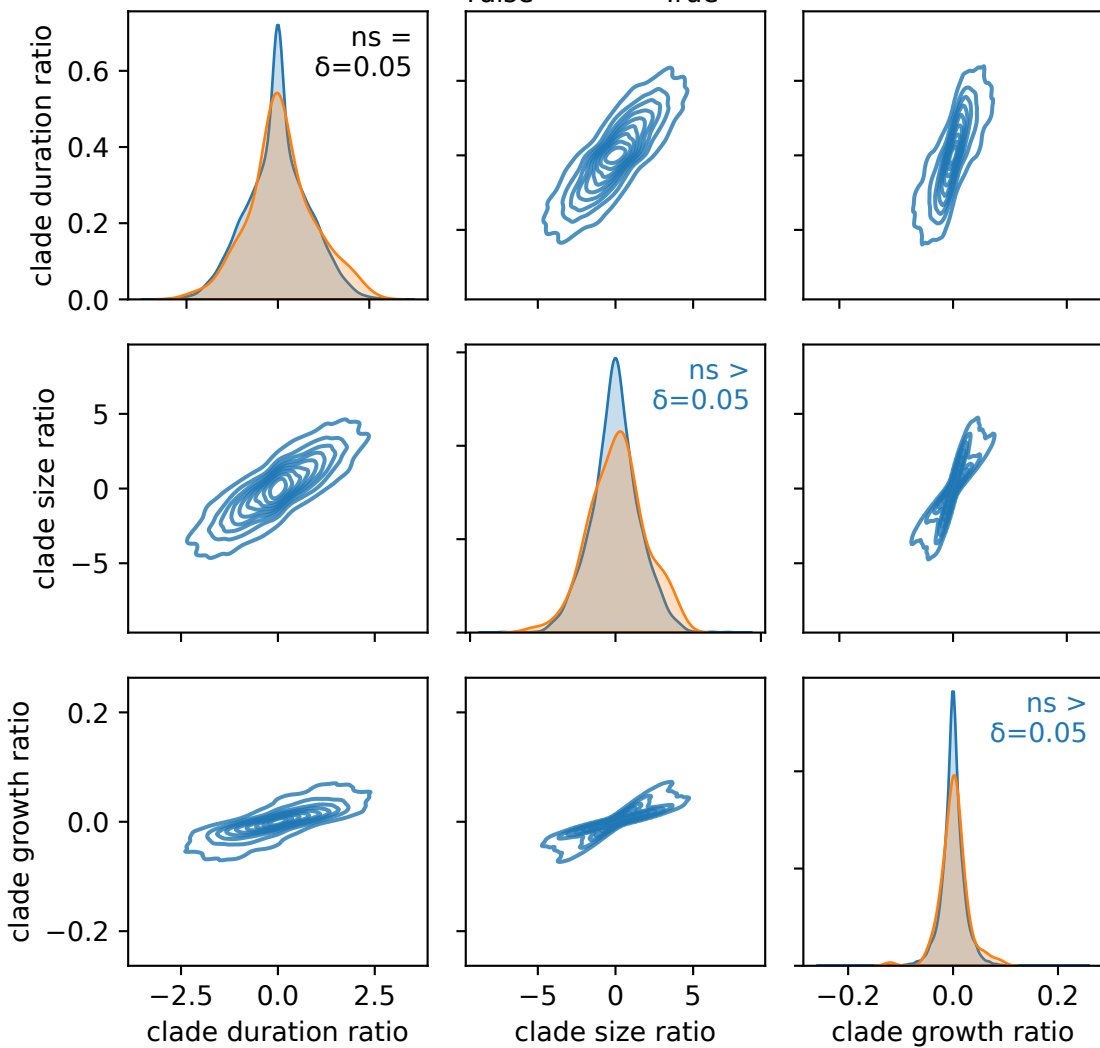 clade duration ratio
0.6
0.4
0.2
0.0
ns =
δ=0.05
clade size ratio
5
0
−5
ns >
δ=0.05
clade growth ratio
0.2
0.0
−0.2
ns >
δ=0.05
−2.5 0.0 2.5
−5 0 5
−0.2 0.0 0.2
clade duration ratio
clade size ratio
clade growth ratio